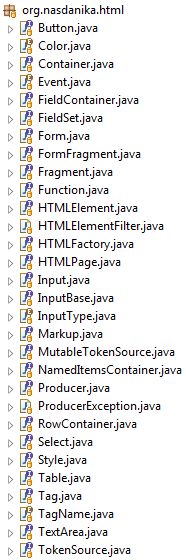 org.nasdanika.html
Button.java
Color.java
Container.java
Event.java
FieldContainer.java
FieldSet.java
Form.java
FormFragment.java
Fragment.java
Function.java
HTMLElement.java
HTMLElementFilter.java
HTMLFactory.java
HTMLPage.java
Input.java
InputBase.java
InputType.java
Markup.java
MutableTokenSource.java
NamedItemsContainer.java
Producer.java
ProducerException.java
RowContainer.java
Select.java
Style.java
Table.java
Tag.java
TagName.java
TextArea.java
TokenSource.java